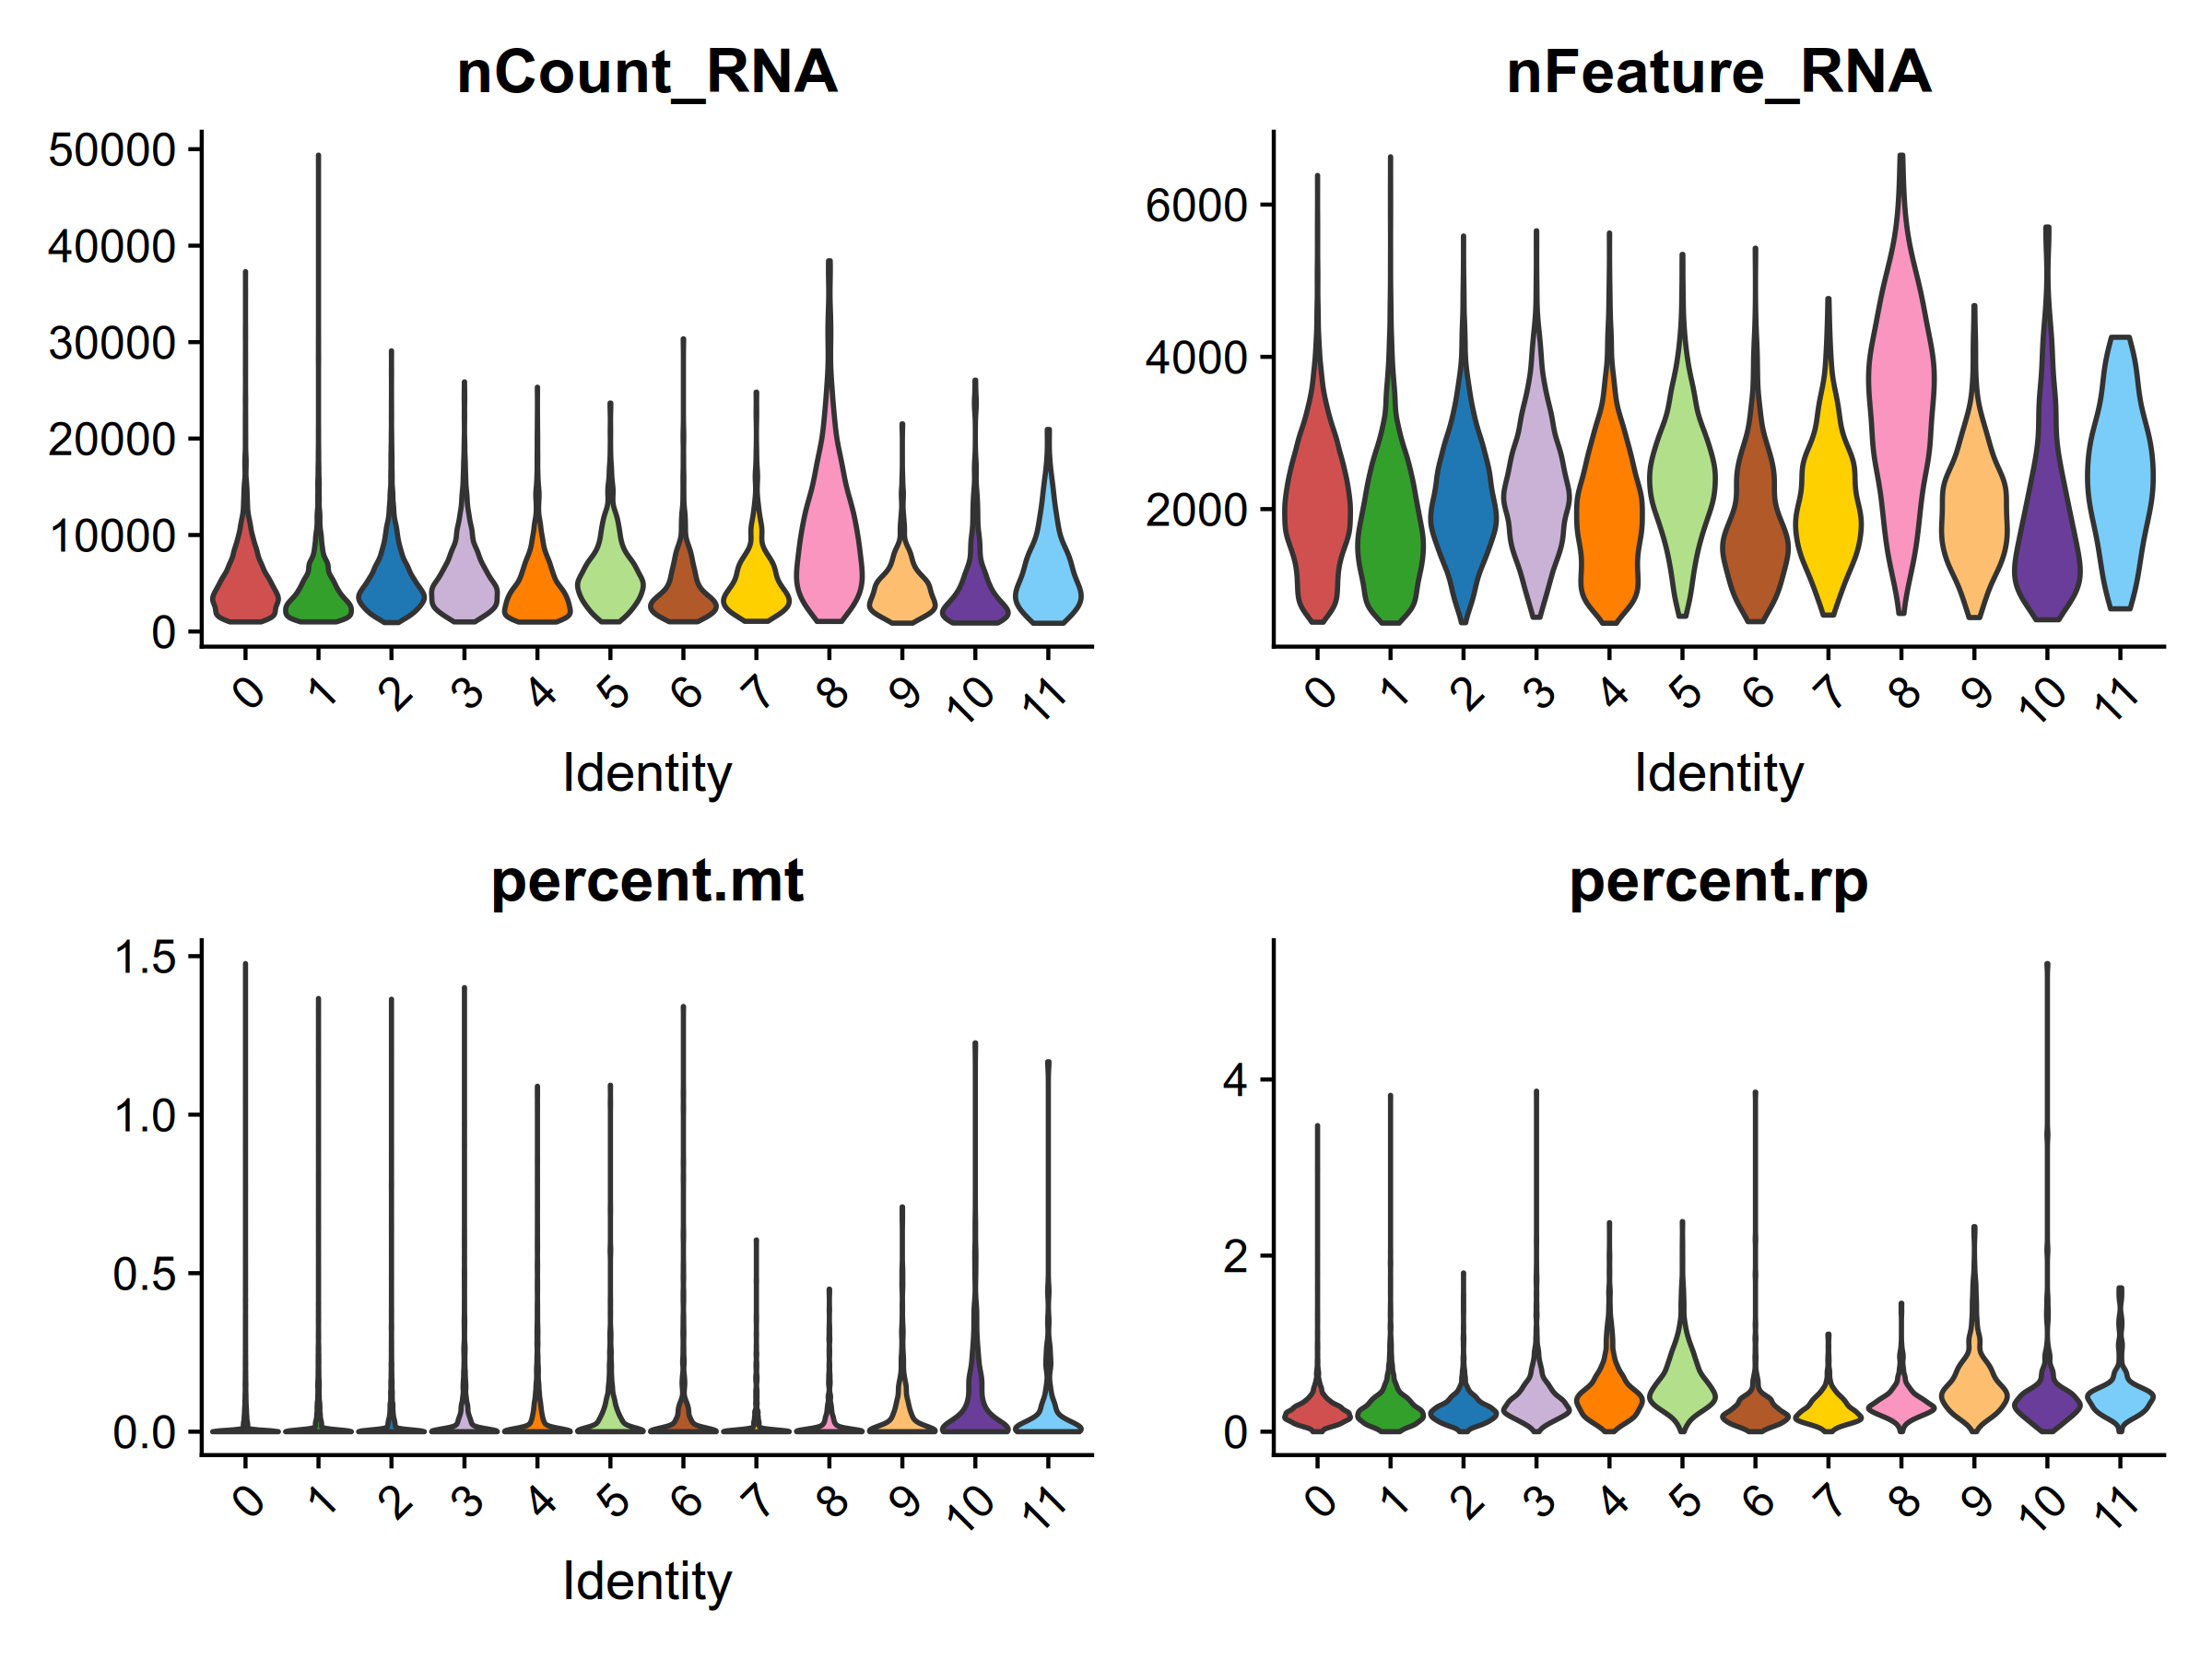 nCount_RNA
50000
40000
30000
20000
10000
0
0 1 2 3 4 5 6 7 8 9 10 11
Identity
nFeature_RNA
6000
4000
2000
0 1 2 3 4 5 6 7 8 9 10 11
Identity
percent.mt
1.5
1.0
0.5
0.0
0 1 2 3 4 5 6 7 8 9 10 11
Identity
percent.rp
4
2
0
0 1 2 3 4 5 6 7 8 9 10 11